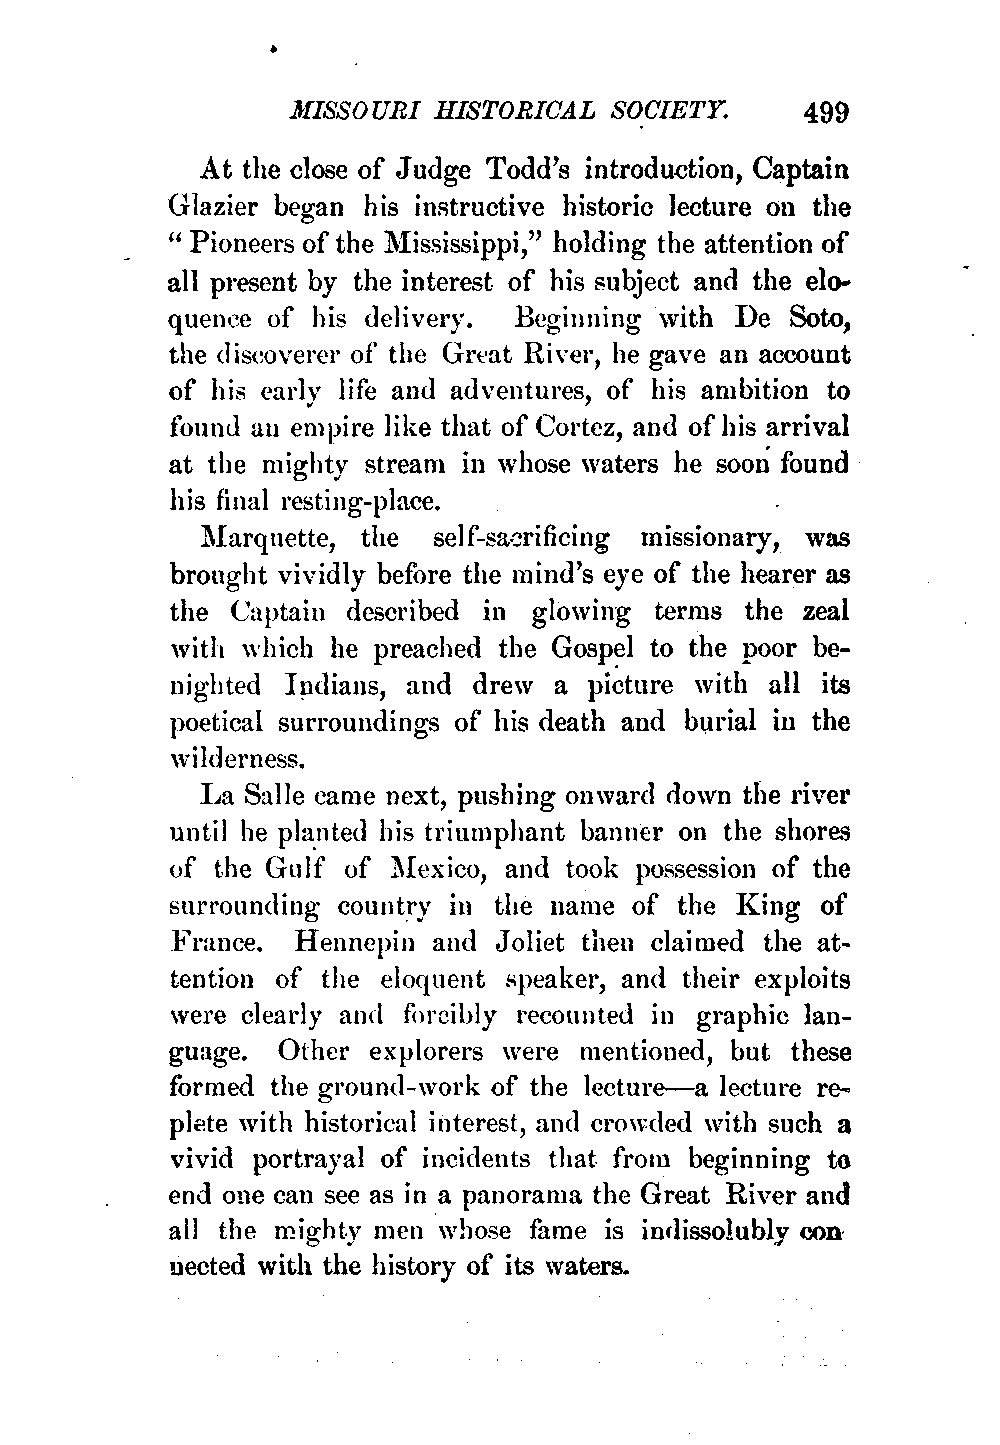 MISSOURI HISTORICAL SOCIETY. 499
At the close of Judge Todd's introduction, Captain
Glazier began his instructive historic lecture on the
“ Pioneers of the Mississippi,” holding the attention of
all present by the interest of his subject and the elo-
quence of his delivery. Beginning with De Soto,
the discoverer of the Great River, he gave an account
of his early life and adventures, of his ambition to
found an empire like that of Cortez, and of his arrival
at the mighty stream in whose waters he soon found
his final resting-place.
Marquette, the self-sacrificing missionary, was
brought vividly before the mind's eye of the hearer as
the Captain described in glowing terms the zeal
with which he preached the Gospel to the poor be-
nighted Indians, and drew a picture with all its
poetical surroundings of his death and burial in the
wilderness.
La Salle came next, pushing onward down the river
until he planted his triumphant banner on the shores
of the Gulf of Mexico, and took possession of the
surrounding country in the name of the King of
France. Hennepin and Joliet then claimed the at-
tention of the eloquent speaker, and their exploits
were clearly and forcibly recounted in graphic lan-
guage. Other explorers were mentioned, but these
formed the ground-work of the lecture—a lecture re-
plete with historical interest, and crowded with such a
vivid portrayal of incidents that from beginning to
end one can see as in a panorama the Great River and
all the mighty men whose fame is indissolubly con
nected with the history of its waters.